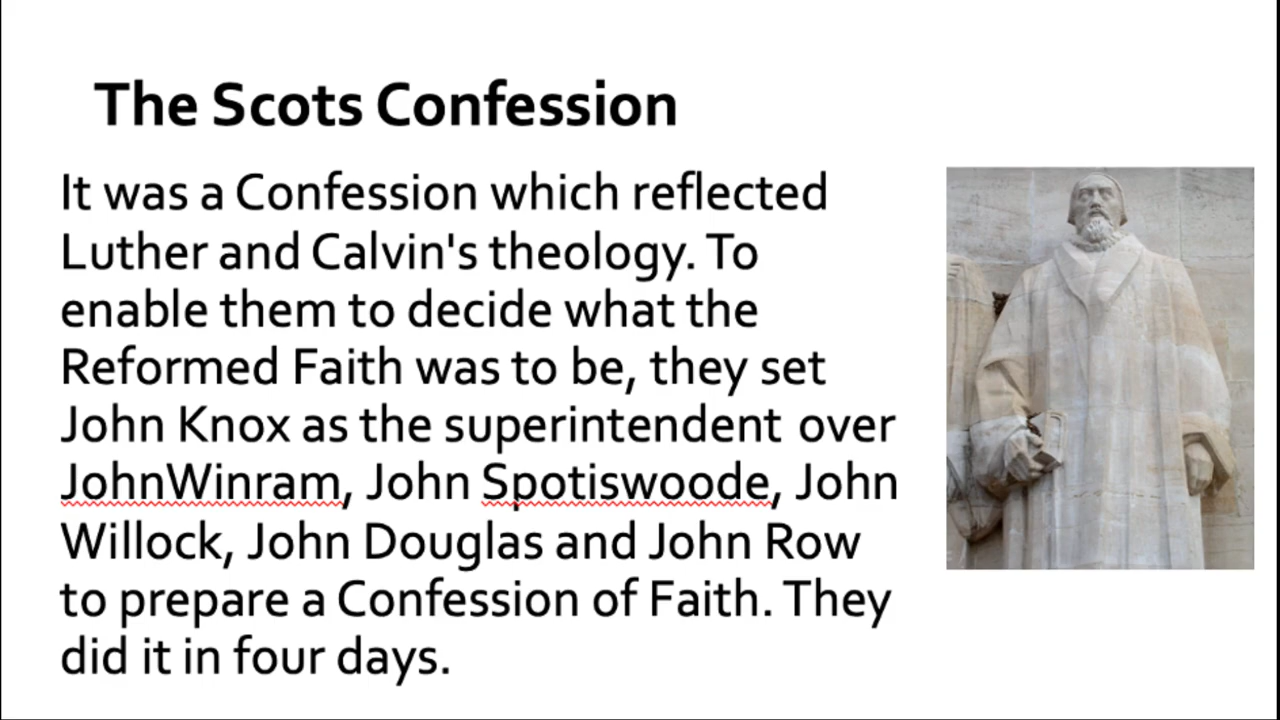 The Scots Confession
It was a Confession which reflected
Luther and Calvin's theology. To
enable them to decide what the
Reformed Faith was to be, they set
John Knox as the superintendent over
JohnWinram, John Spotiswoode, John
Willock, John Douglas and John Row
to prepare a Confession of Faith. They
did it in four days.